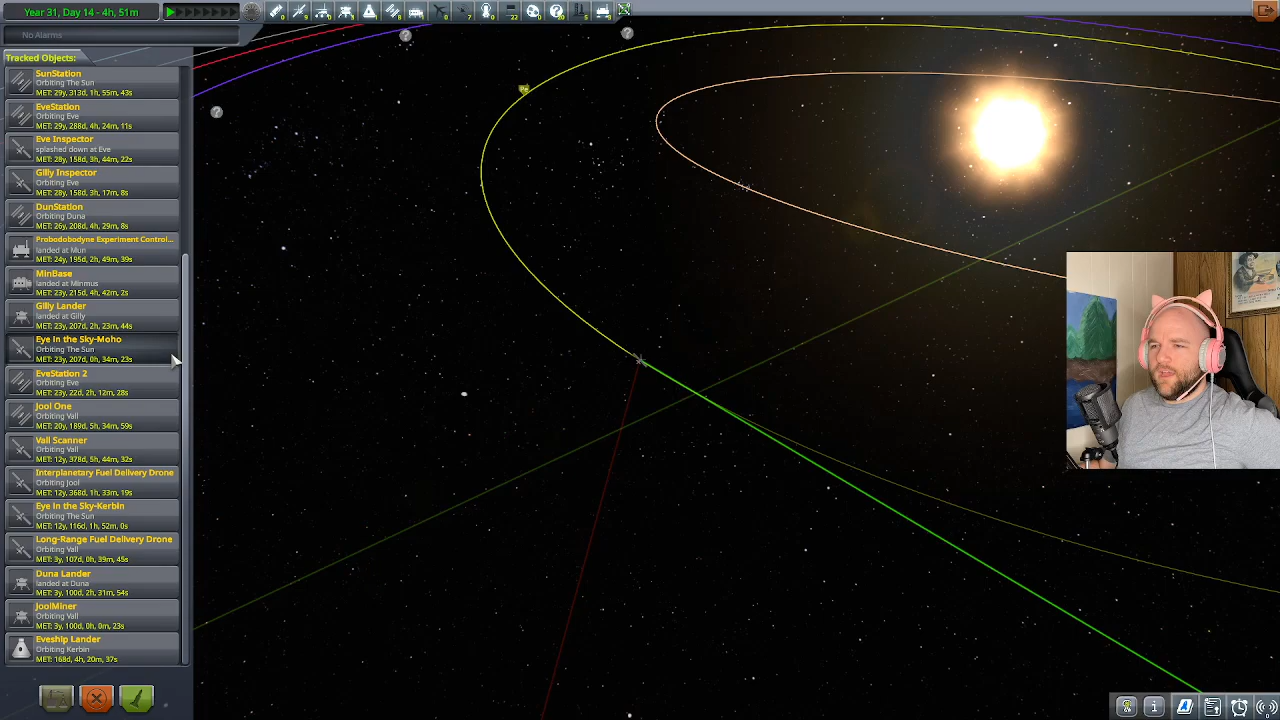 Year 31, Day 14 - 4h, 51m
No Alarms
Tracked Objects:
SunStation
Orbiting The Sun
MET: 29y, 313d, 1h, 55m, 43s
EveStation
Orbiting Eve
MET: 29y, 288d, 4h, 24m, 11s
Eve Inspector
splashed down at Eve
MET: 28y, 158d, 3h, 44m, 22s
Gilly Inspector
Orbiting Eve
MET: 28y, 158d, 3h, 17m, 8s
DunStation
Orbiting Duna
MET: 26y, 208d, 4h, 29m, 8s
Probodobodyne Experiment Control...
landed at Mun
MET: 24y, 195d, 2h, 49m, 39s
MinBase
landed at Minmus
MET: 23y, 215d, 4h, 42m, 2s
Gilly Lander
landed at Gilly
MET: 23y, 207d, 2h, 23m, 44s
Eye In the Sky-Moho
Orbiting The Sun
MET: 23y, 207d, 0h, 34m, 23s
EveStation 2
Orbiting Eve
MET: 23y, 22d, 2h, 12m, 28s
Jool One
Orbiting Vall
MET: 20y, 189d, 5h, 34m, 59s
Vall Scanner
Orbiting Vall
MET: 12y, 378d, 5h, 44m, 32s
Interplanetary Fuel Delivery Drone
Orbiting Jool
MET: 12y, 368d, 1h, 33m, 19s
Eye In the Sky-Kerbin
Orbiting The Sun
MET: 12y, 116d, 1h, 52m, 0s
Long-Range Fuel Delivery Drone
Orbiting Vall
MET: 3y, 107d, 0h, 39m, 45s
Duna Lander
landed at Duna
MET: 3y, 100d, 2h, 31m, 54s
JoolMiner
Orbiting Vall
MET: 3y, 100d, 0h, 0m, 23s
Eveship Lander
Orbiting Kerbin
MET: 168d, 4h, 20m, 37s
Pe